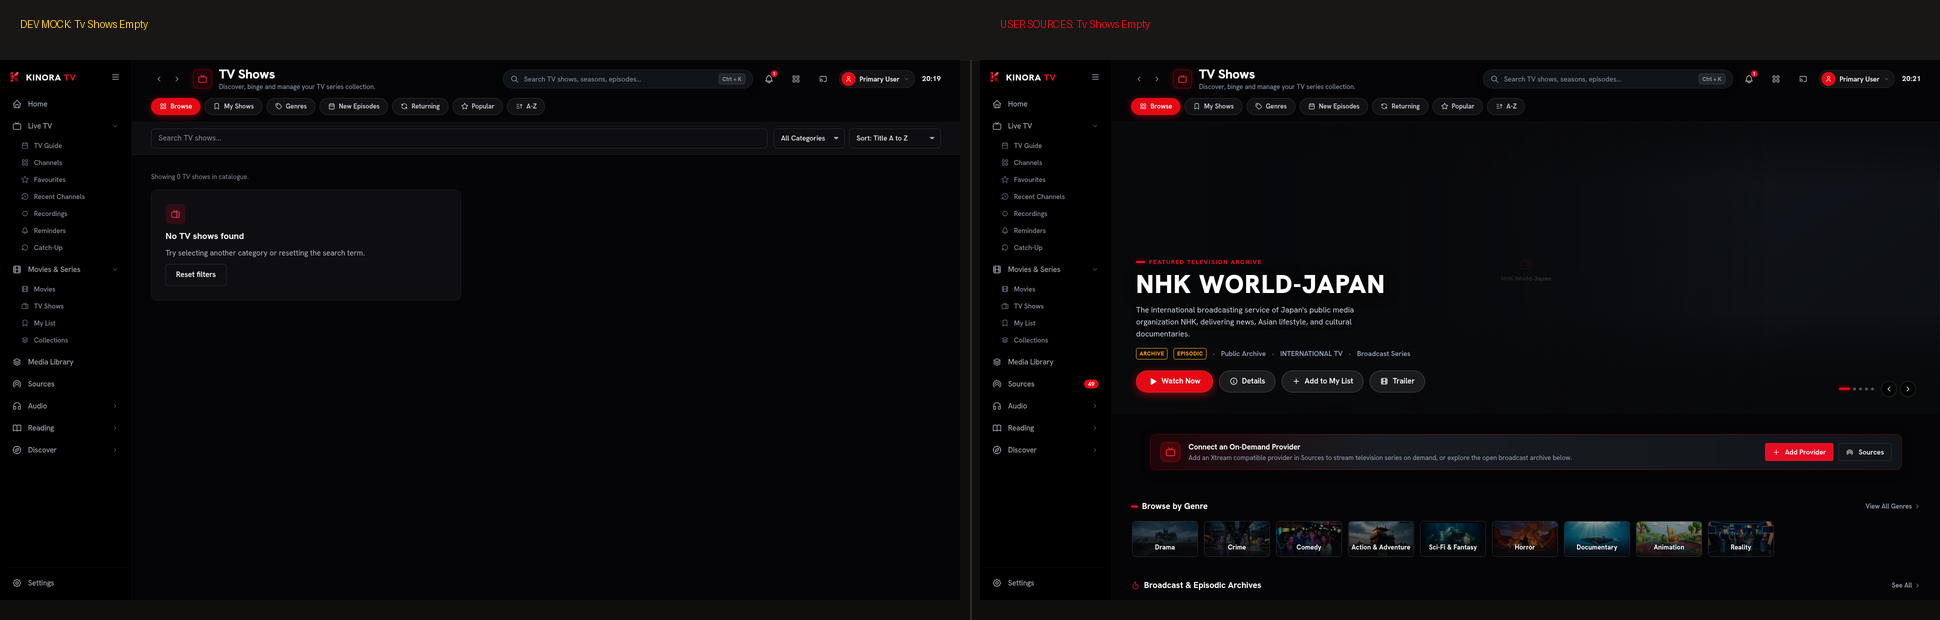 DEV MOCK: Tv Shows Empty
KINORA TV
Home
Live TV
TV Guide
Channels
Favourites
Recent Channels
Recordings
Reminders
Catch-Up
Movies & Series
Movies
TV Shows
My List
Collections
Media Library
Sources
Audio
Reading
Discover
Settings
TV Shows
Discover, binge and manage your TV series collection.
Search TV shows, seasons, episodes...
Ctrl + K
1
Primary User
20:19
Browse
My Shows
Genres
New Episodes
Returning
Popular
A-Z
Search TV shows...
All Categories
Sort: Title A to Z
Showing 0 TV shows in catalogue.
No TV shows found
Try selecting another category or resetting the search term.
Reset filters
USER SOURCES: Tv Shows Empty
KINORA TV
Home
Live TV
TV Guide
Channels
Favourites
Recent Channels
Recordings
Reminders
Catch-Up
Movies & Series
Movies
TV Shows
My List
Collections
Media Library
Sources
49
Audio
Reading
Discover
Settings
TV Shows
Discover, binge and manage your TV series collection.
Search TV shows, seasons, episodes...
Ctrl + K
1
Primary User
20:21
Browse
My Shows
Genres
New Episodes
Returning
Popular
A-Z
NHK World-Japan
FEATURED TELEVISION ARCHIVE
NHK WORLD-JAPAN
The international broadcasting service of Japan's public media
organization NHK, delivering news, Asian lifestyle, and cultural
documentaries.
ARCHIVE
EPISODIC
Public Archive
INTERNATIONAL TV
Broadcast Series
Watch Now
Details
Add to My List
Trailer
Connect an On-Demand Provider
Add an Xtream compatible provider in Sources to stream television series on demand, or explore the open broadcast archive below.
Add Provider
Sources
Browse by Genre
View All Genres
Drama
Crime
Comedy
Action & Adventure
Sci-Fi & Fantasy
Horror
Documentary
Animation
Reality
Broadcast & Episodic Archives
See All